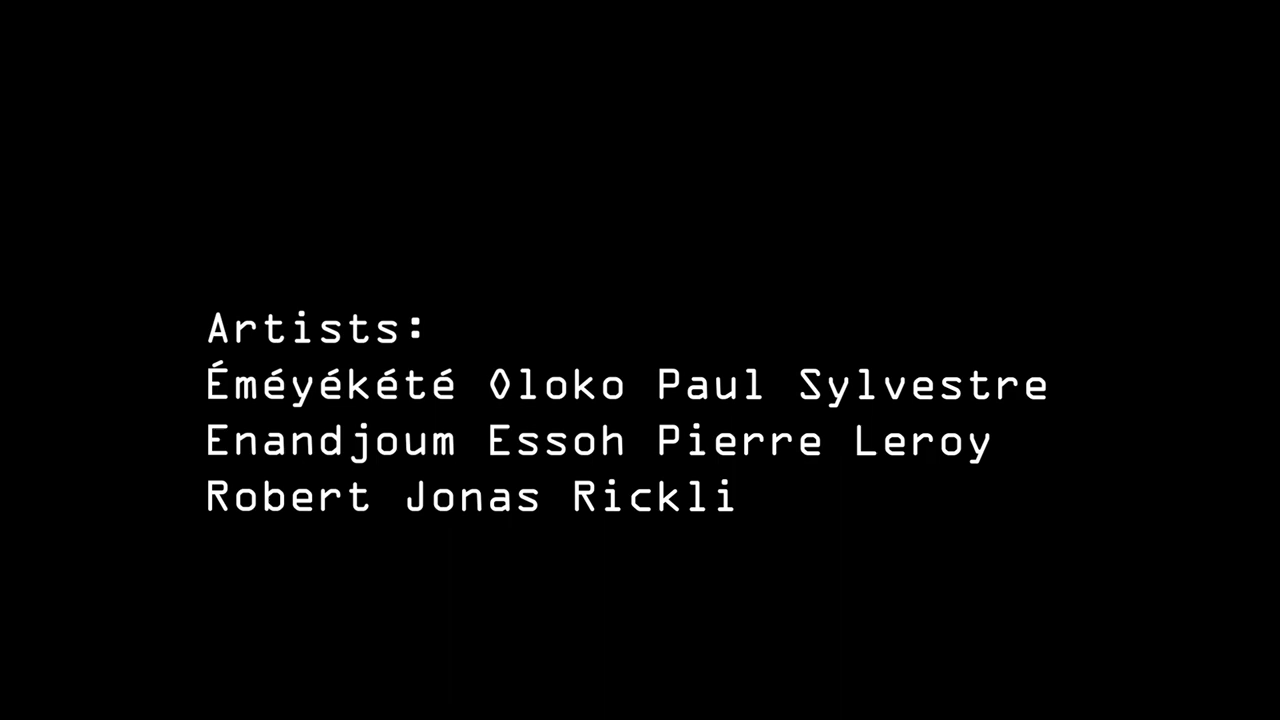 Artists:
Éméyékété Oloko Paul Sylvestre
Enandjoum Essoh Pierre Leroy
Robert Jonas Rickli